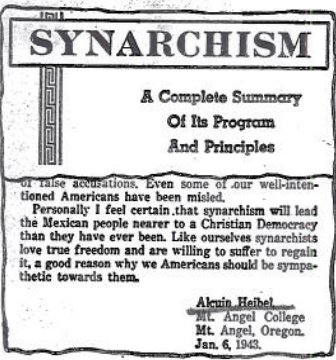 SYNARCHISM
A Complete Summary
Of Its Program
And Principles
of false accusations. Even some of our well-inten-
tioned Americans have been misled.
Personally I feel certain that synarchism will lead
the Mexican people nearer to a Christian Democracy
than they have ever been. Like ourselves synarchists
love true freedom and are willing to suffer to regain
it, a good reason why we Americans should be sympa-
thetic towards them.
Alcuin Heibel
Mt. Angel College
Mt. Angel, Oregon.
Jan. 6, 1943.